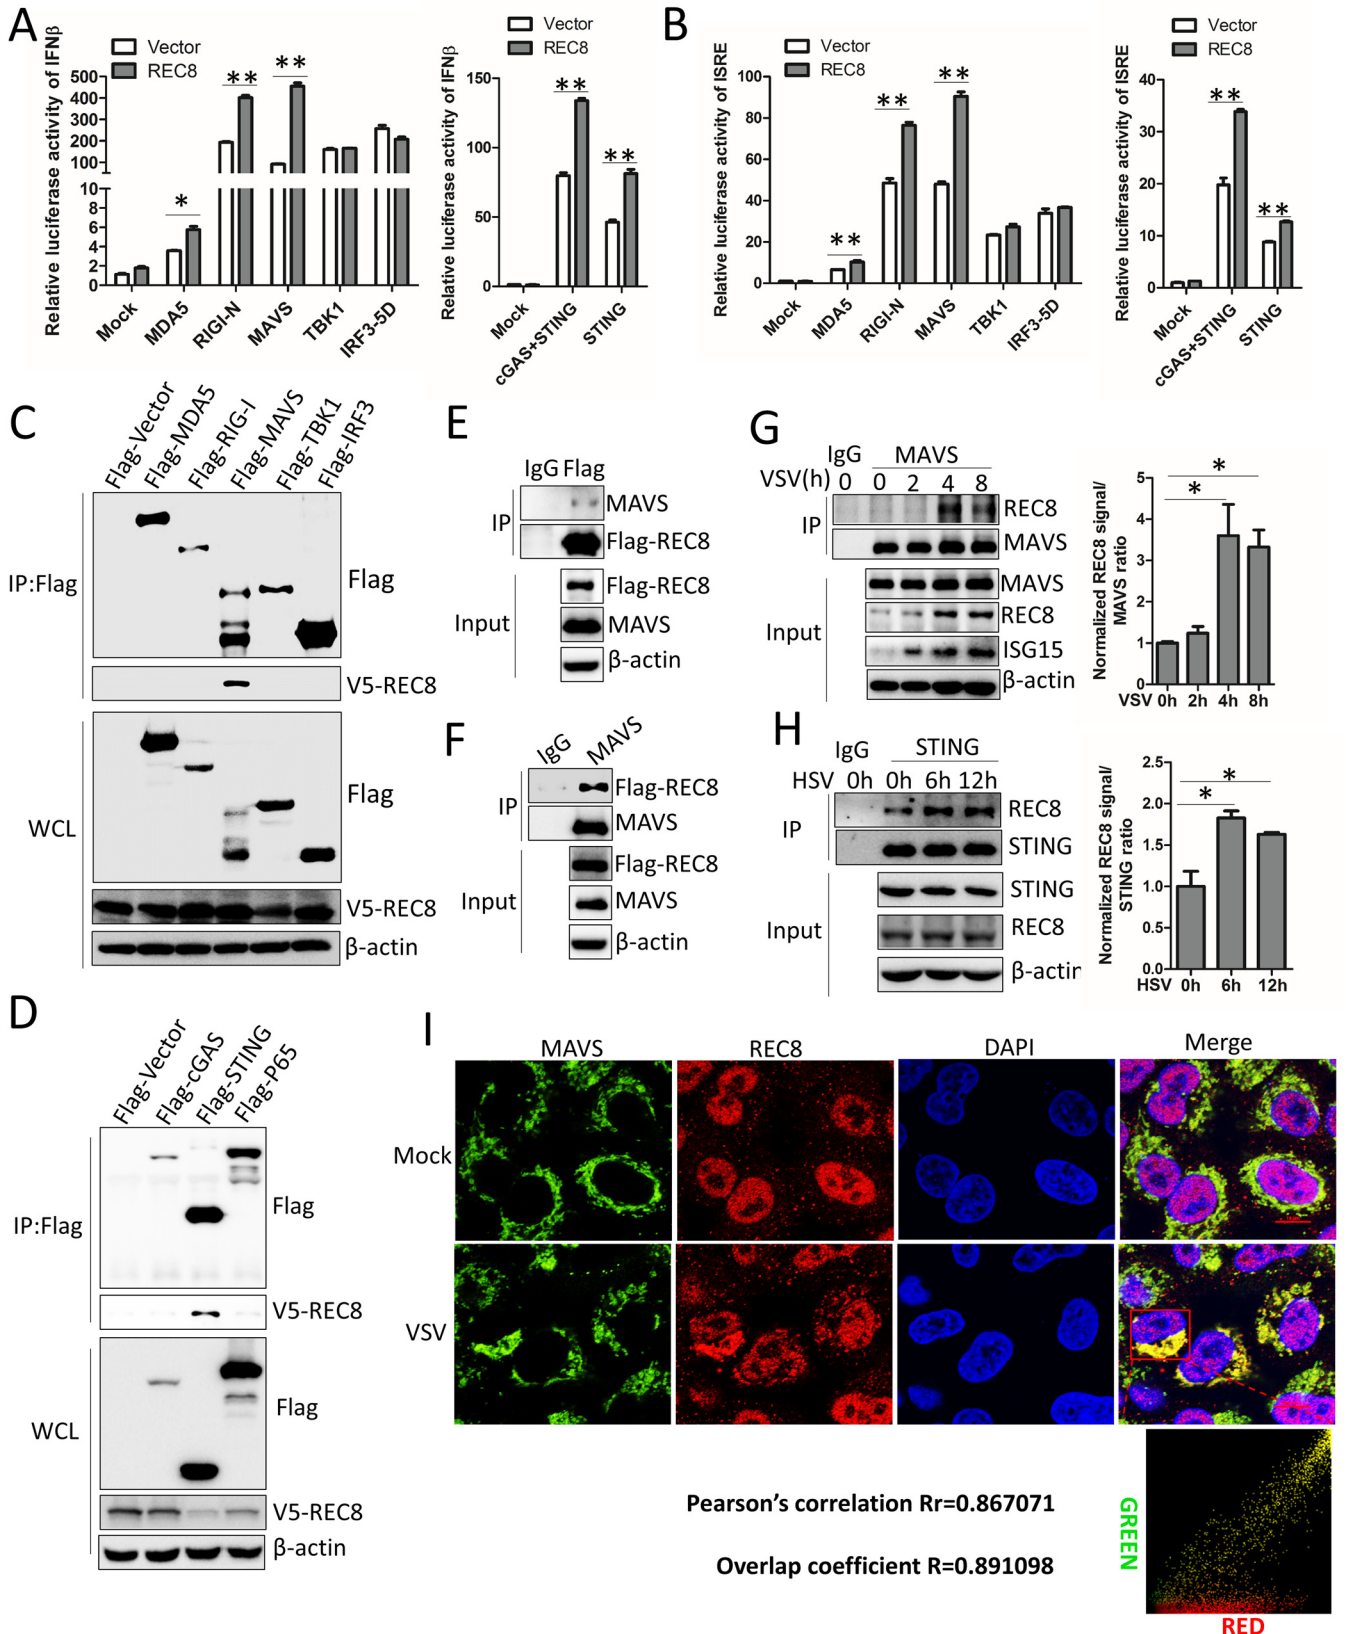 A
Vector
REC8
Relative luciferase activity of IFNβ
500
400
300
200
100
10
8
6
4
2
0
*
**
**
Mock
MDA5
RIGI-N
MAVS
TBK1
IRF3-5D
Vector
REC8
Relative luciferase activity of IFNβ
150
100
50
0
**
**
Mock
cGAS+STING
STING
B
Vector
REC8
Relative luciferase activity of ISRE
100
80
60
40
20
0
**
**
**
Mock
MDA5
RIGI-N
MAVS
TBK1
IRF3-5D
Vector
REC8
Relative luciferase activity of ISRE
40
30
20
10
0
**
**
Mock
cGAS+STING
STING
C
Flag-Vector
Flag-MDA5
Flag-RIG-I
Flag-MAVS
Flag-TBK1
Flag-IRF3
IP:Flag
Flag
V5-REC8
WCL
Flag
V5-REC8
β-actin
D
Flag-Vector
Flag-cGAS
Flag-STING
Flag-P65
IP:Flag
Flag
V5-REC8
WCL
Flag
V5-REC8
β-actin
E
IgG Flag
IP
MAVS
Flag-REC8
Input
Flag-REC8
MAVS
β-actin
F
IgG
MAVS
IP
Flag-REC8
MAVS
Input
Flag-REC8
MAVS
β-actin
G
IgG MAVS
VSV(h) 0 0 2 4 8
IP
REC8
MAVS
Input
MAVS
REC8
ISG15
β-actin
Normalized REC8 signal/
MAVS ratio
5
4
3
2
1
0
*
*
VSV 0h 2h 4h 8h
H
IgG STING
HSV 0h 0h 6h 12h
IP
REC8
STING
Input
STING
REC8
β-actin
Normalized REC8 signal/
STING ratio
2.5
2.0
1.5
1.0
0.5
0.0
*
*
HSV 0h 6h 12h
I
MAVS REC8 DAPI Merge
Mock
VSV
Pearson’s correlation Rr=0.867071
Overlap coefficient R=0.891098
GREEN
RED